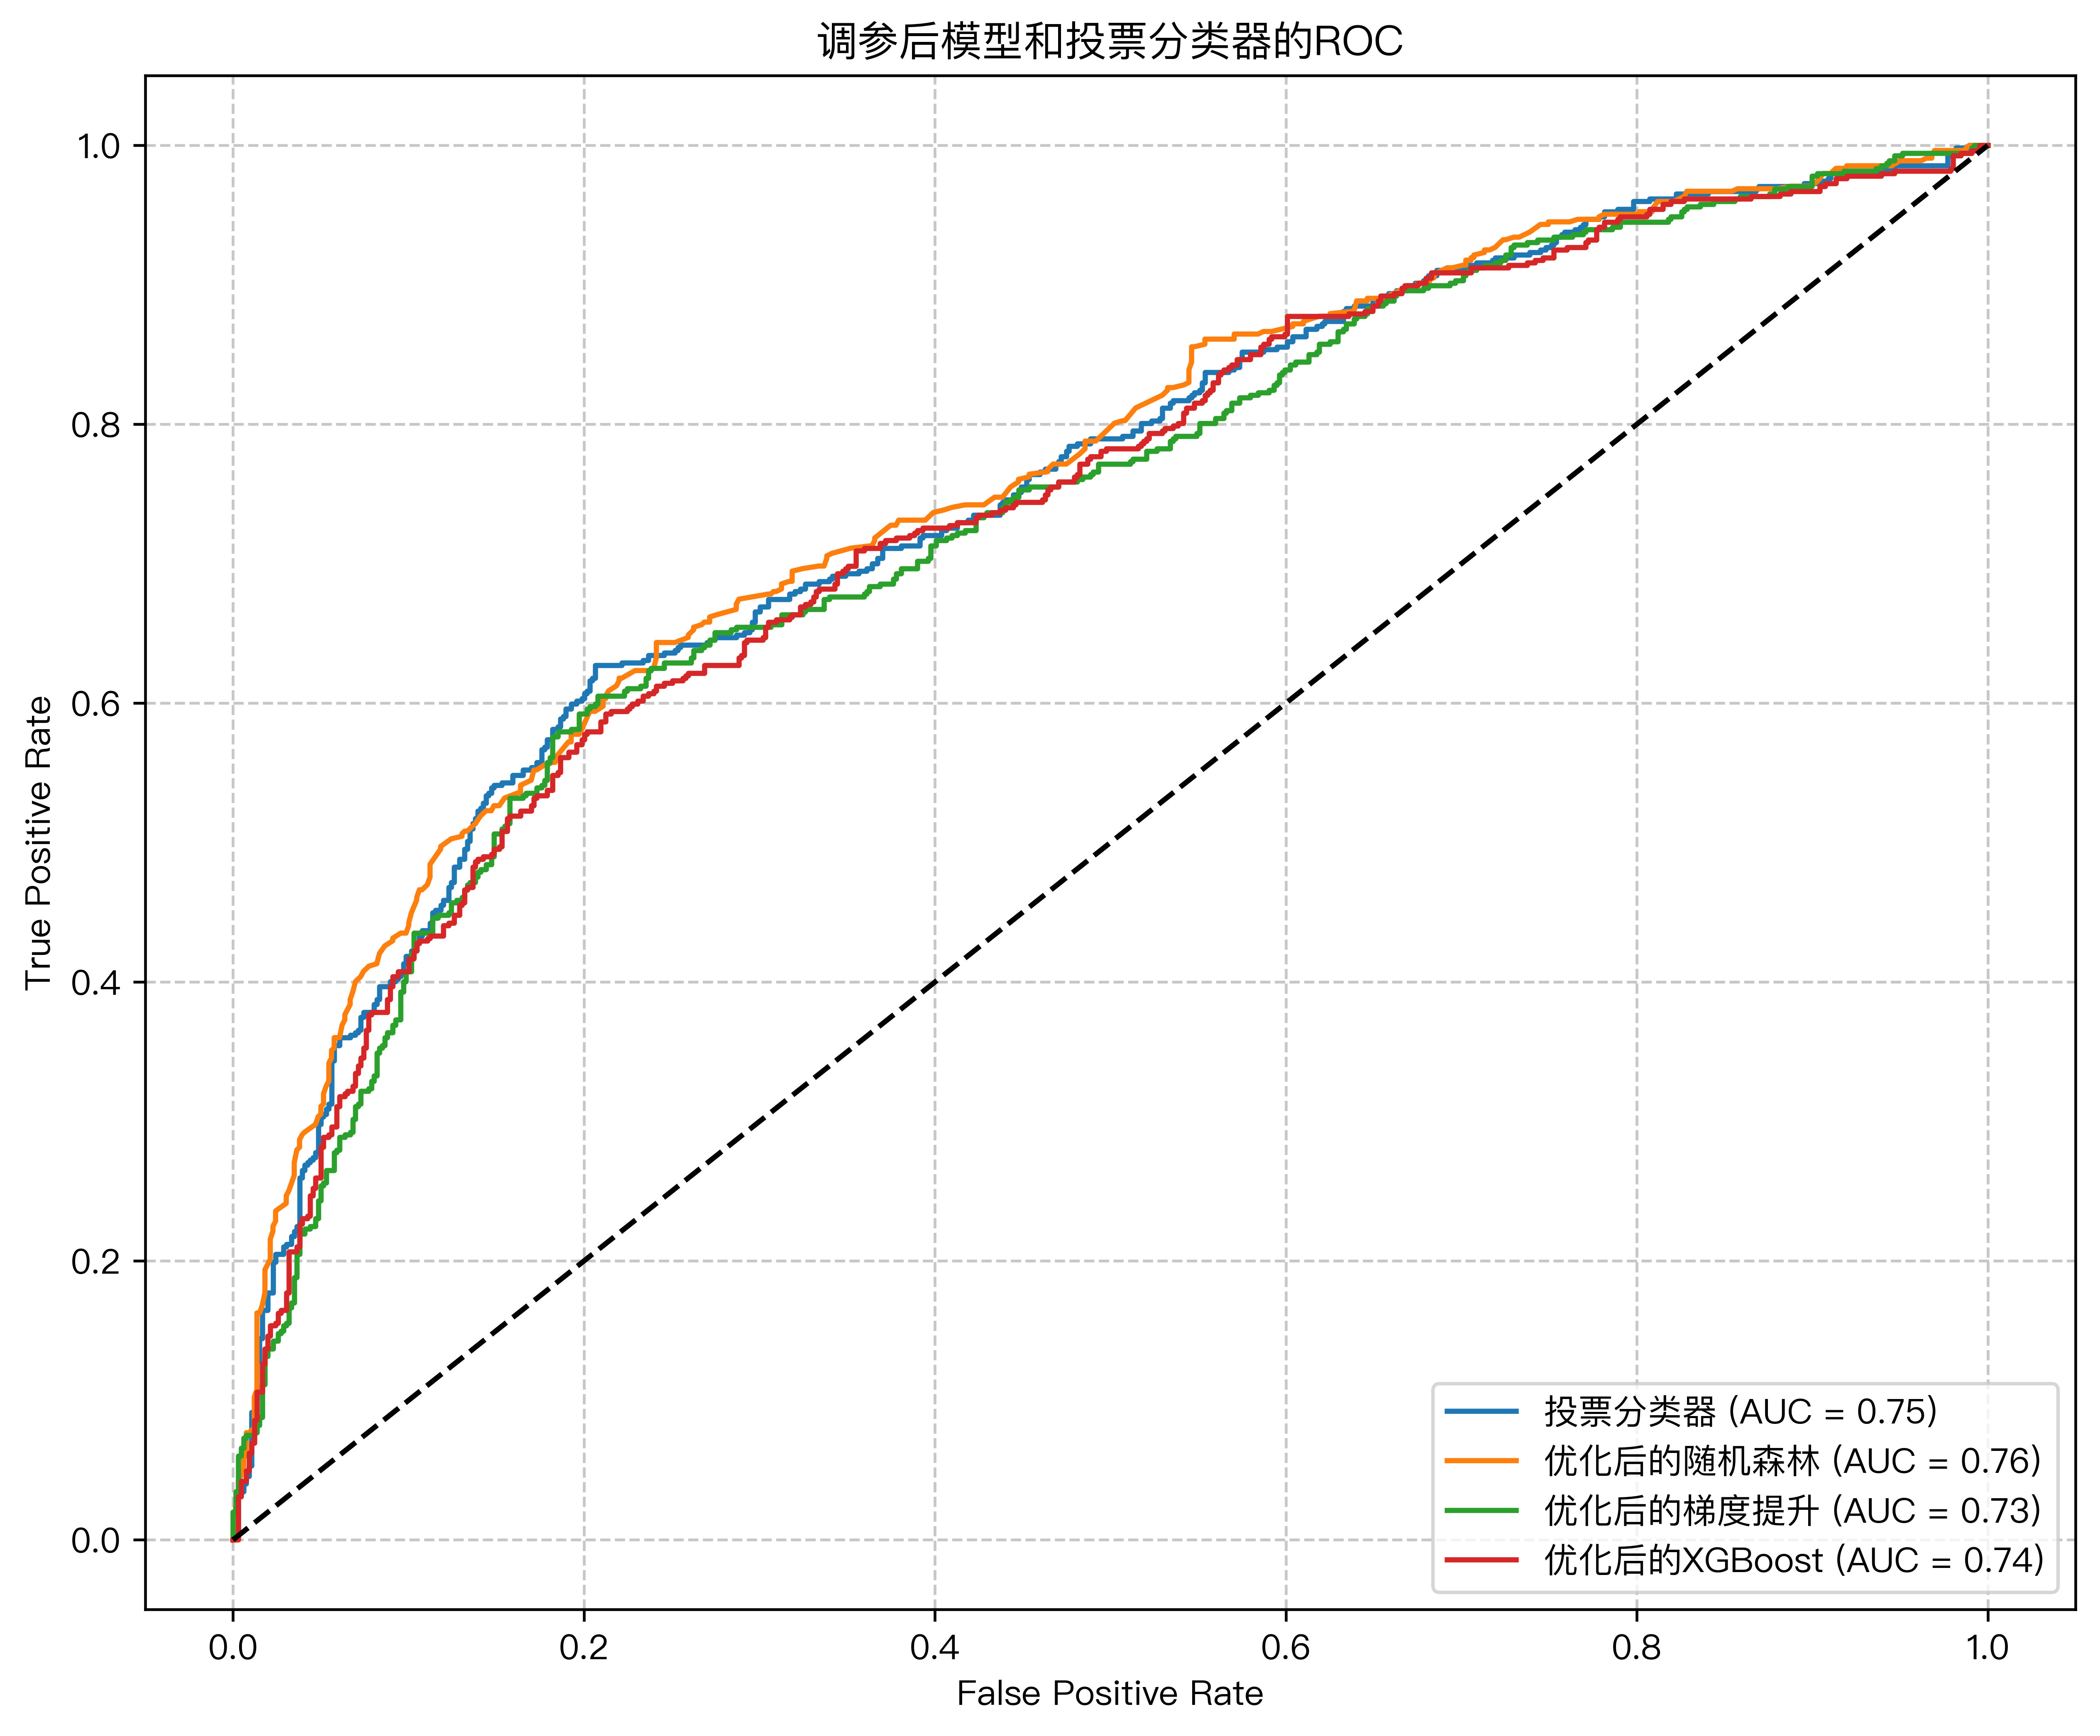 调参后模型和投票分类器的ROC
True Positive Rate
1.0
0.8
0.6
0.4
0.2
0.0
0.0 0.2 0.4 0.6 0.8 1.0
False Positive Rate
投票分类器 (AUC = 0.75)
优化后的随机森林 (AUC = 0.76)
优化后的梯度提升 (AUC = 0.73)
优化后的XGBoost (AUC = 0.74)